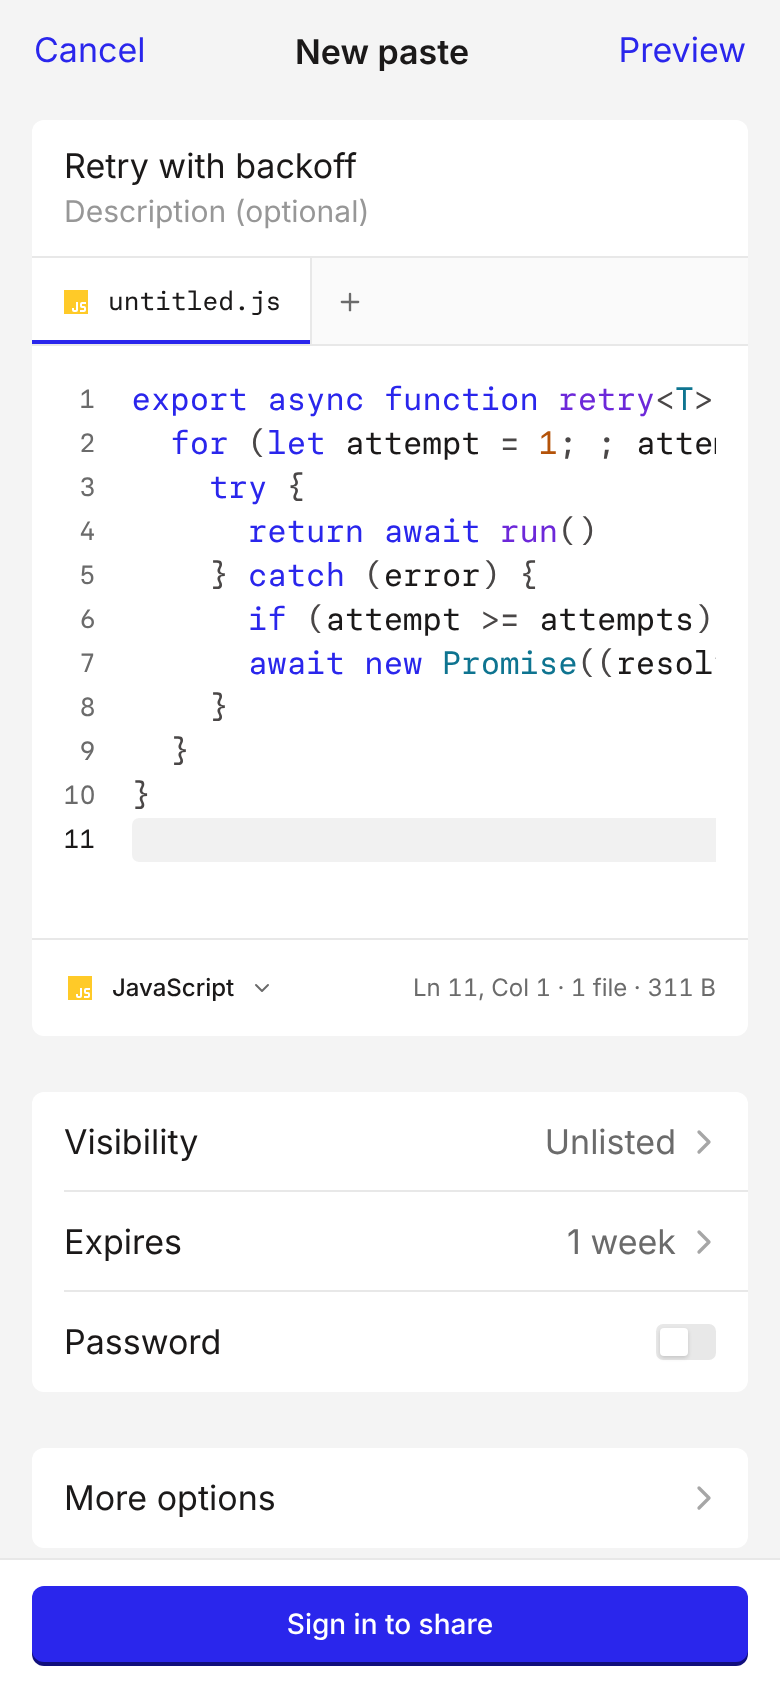 Cancel
New paste
Preview
Retry with backoff
Description (optional)
JS untitled.js +
1 export async function retry<T>
2 for (let attempt = 1; ; atte
3 try {
4 return await run()
5 } catch (error) {
6 if (attempt >= attempts)
7 await new Promise((resol
8 }
9 }
10 }
11
JS JavaScript
Ln 11, Col 1 · 1 file · 311 B
Visibility
Unlisted
Expires
1 week
Password
More options
Sign in to share